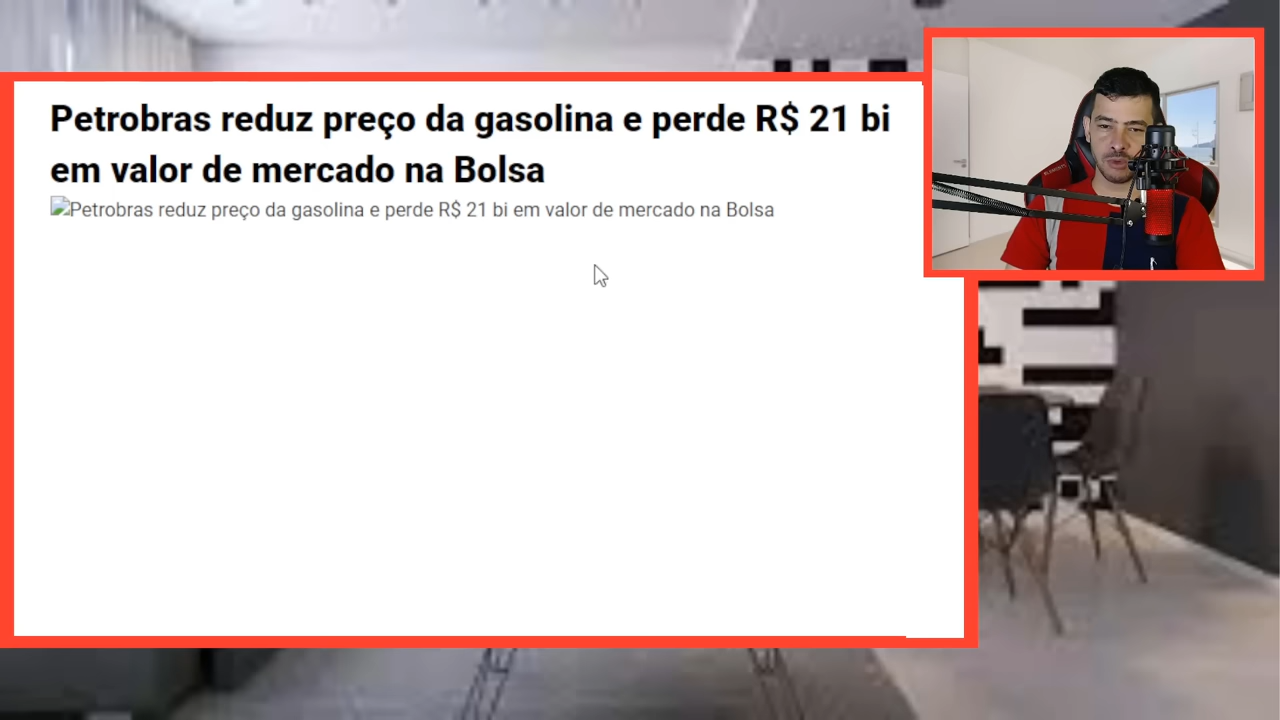 Petrobras reduz preço da gasolina e perde R$ 21 bi
em valor de mercado na Bolsa
Petrobras reduz preço da gasolina e perde R$ 21 bi em valor de mercado na Bolsa